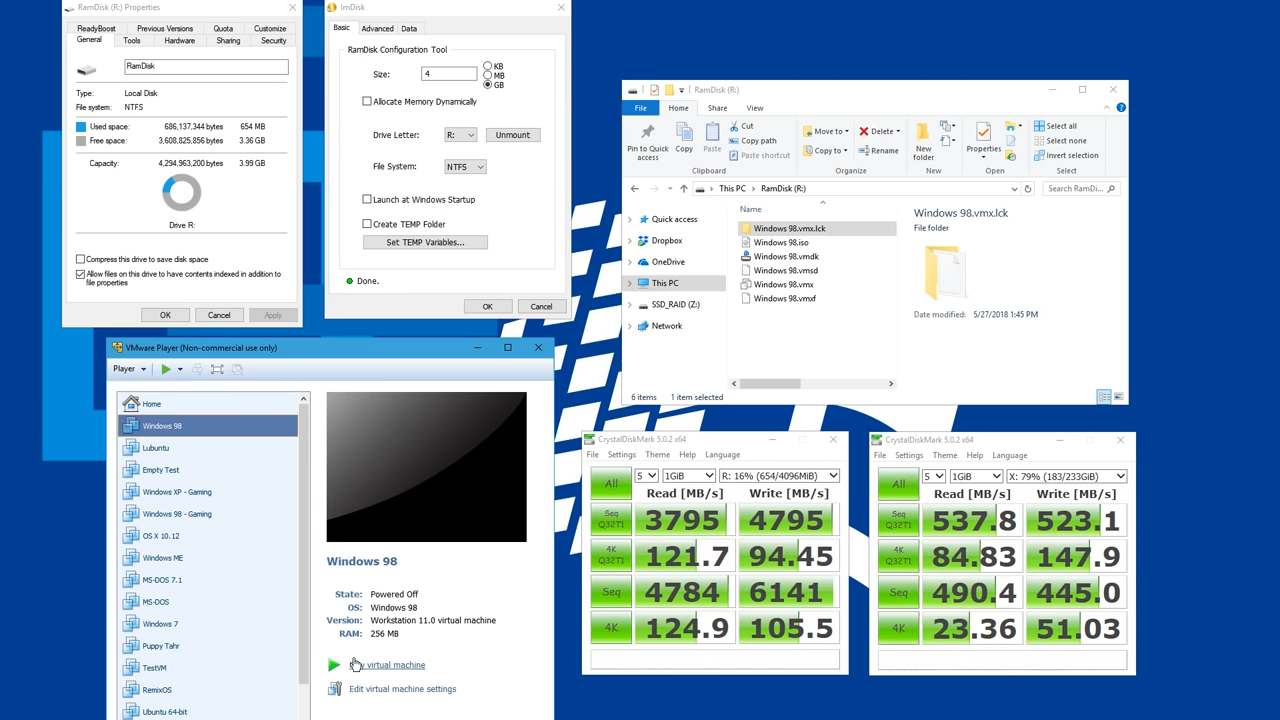 RamDisk (R:) Properties
ReadyBoost Previous Versions Quota Customize
General Tools Hardware Sharing Security
RamDisk
Type: Local Disk
File system: NTFS
Used space: 686,137,344 bytes 654 MB
Free space: 3,608,825,856 bytes 3.36 GB
Capacity: 4,294,963,200 bytes 3.99 GB
Drive R:
Compress this drive to save disk space
Allow files on this drive to have contents indexed in addition to
file properties
OK Cancel Apply
ImDisk
Basic Advanced Data
RamDisk Configuration Tool
Size: 4
KB
MB
GB
Allocate Memory Dynamically
Drive Letter: R: Unmount
File System: NTFS
Launch at Windows Startup
Create TEMP Folder
Set TEMP Variables...
Done.
OK Cancel
RamDisk (R:)
File Home Share View
Pin to Quick
access
Copy
Paste
Cut
Copy path
Paste shortcut
Clipboard
Move to
Copy to
Delete
Rename
Organize
New
folder
New
Properties
Open
Select all
Select none
Invert selection
This PC > RamDisk (R:)
Search RamDi...
Quick access
Dropbox
OneDrive
This PC
SSD_RAID (Z:)
Network
Name
Windows 98.vmx.lck
Windows 98.iso
Windows 98.vmdk
Windows 98.vmsd
Windows 98.vmx
Windows 98.vmxf
Windows 98.vmx.lck
File folder
Date modified: 5/27/2018 1:45 PM
6 items 1 item selected
VMware Player (Non-commercial use only)
Player
Home
Windows 98
Lubuntu
Empty Test
Windows XP - Gaming
Windows 98 - Gaming
OS X 10.12
Windows ME
MS-DOS 7.1
MS-DOS
Windows 7
Puppy Tahr
TestVM
RemixOS
Ubuntu 64-bit
Windows 98
State: Powered Off
OS: Windows 98
Version: Workstation 11.0 virtual machine
RAM: 256 MB
virtual machine
Edit virtual machine settings
CrystalDiskMark 5.0.2 x64
File Settings Theme Help Language
All 5 1GiB R: 16% (654/4096MiB)
Read [MB/s] Write [MB/s]
Seq
Q32T1 3795 4795
4K
Q32T1 121.7 94.45
Seq 4784 6141
4K 124.9 105.5
CrystalDiskMark 5.0.2 x64
File Settings Theme Help Language
All 5 1GiB X: 79% (183/233GiB)
Read [MB/s] Write [MB/s]
Seq
Q32T1 537.8 523.1
4K
Q32T1 84.83 147.9
Seq 490.4 445.0
4K 23.36 51.03